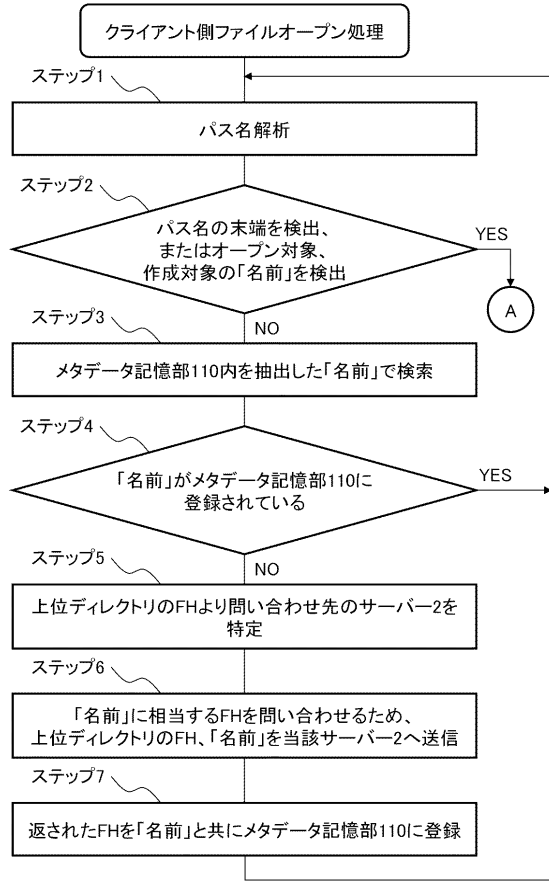 クライアント側ファイルオープン処理
ステップ1
パス名解析
ステップ2
パス名の末端を検出、
またはオープン対象、
作成対象の「名前」を検出
YES
A
ステップ3
NO
メタデータ記憶部110内を抽出した「名前」で検索
ステップ4
「名前」がメタデータ記憶部110に
登録されている
YES
ステップ5
NO
上位ディレクトリのFHより問い合わせ先のサーバー2を
特定
ステップ6
「名前」に相当するFHを問い合わせるため、
上位ディレクトリのFH、「名前」を当該サーバー2へ送信
ステップ7
返されたFHを「名前」と共にメタデータ記憶部110に登録